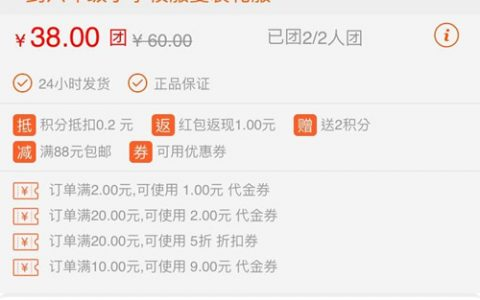 ¥38.00 团 ¥60.00 已团2/2人团 i
24小时发货 正品保证
抵 积分抵扣0.2 元 返 红包返现1.00元 赠 送2积分
减 满88元包邮 券 可用优惠券
¥ 订单满2.00元,可使用 1.00元 代金券
¥ 订单满20.00元,可使用 2.00元 代金券
¥ 订单满20.00元,可使用 5折 折扣券
¥ 订单满10.00元,可使用 9.00元 代金券